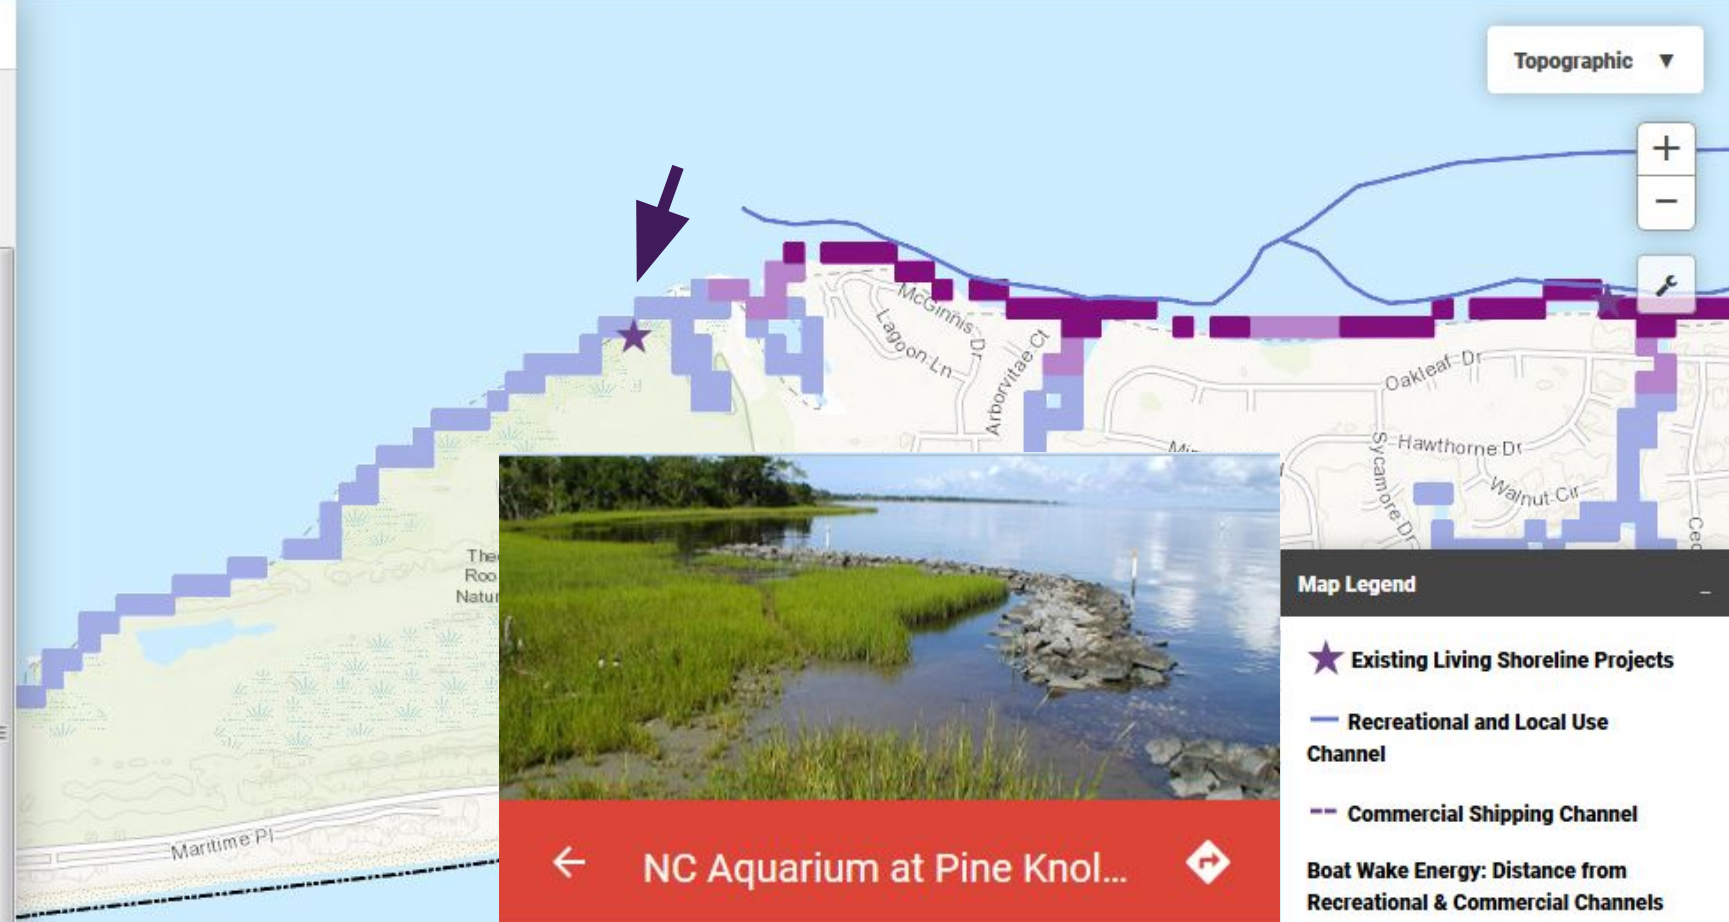 Topographic ▼
+
−
McGinnis Dr
Lagoon Ln
Arborvitae Ct
Oakleaf Dr
Hawthorne Dr
Sycamore Dr
Walnut Cir
Maritime Pl
NC Aquarium at Pine Knol...
Map Legend
Existing Living Shoreline Projects
Recreational and Local Use
Channel
Commercial Shipping Channel
Boat Wake Energy: Distance from
Recreational & Commercial Channels